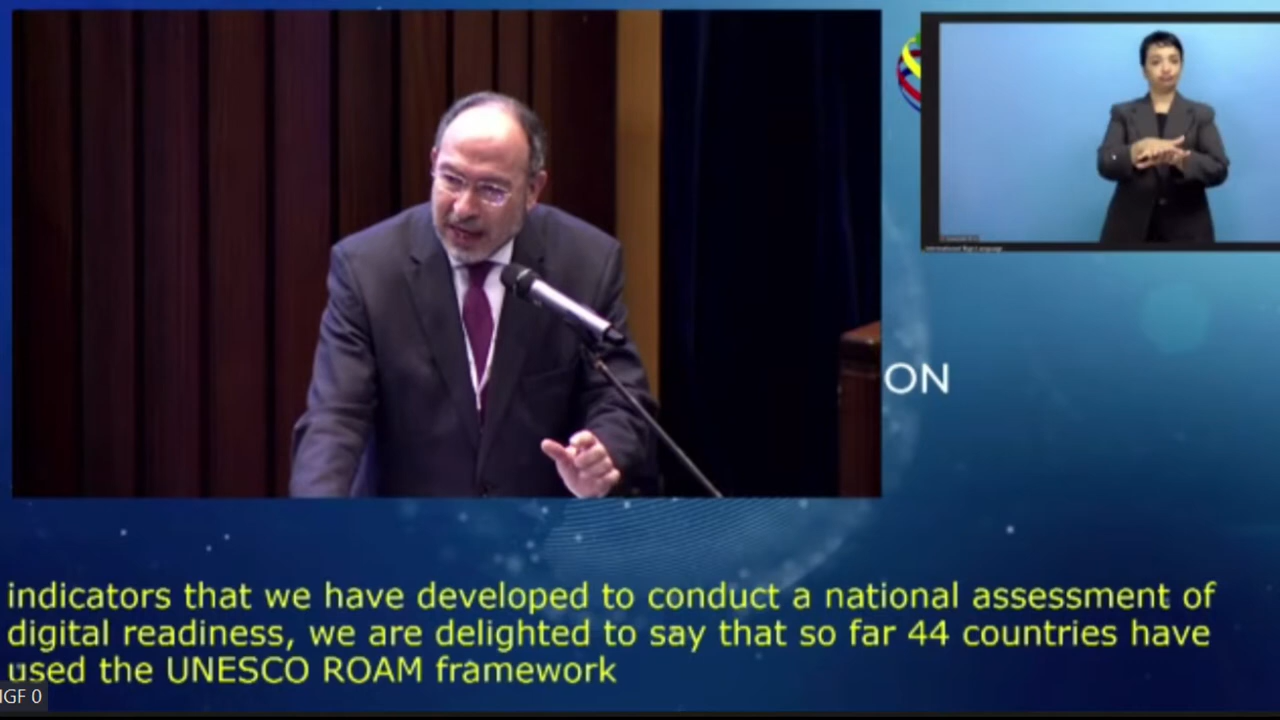 ON
indicators that we have developed to conduct a national assessment of
digital readiness, we are delighted to say that so far 44 countries have
used the UNESCO ROAM framework
IGF 0